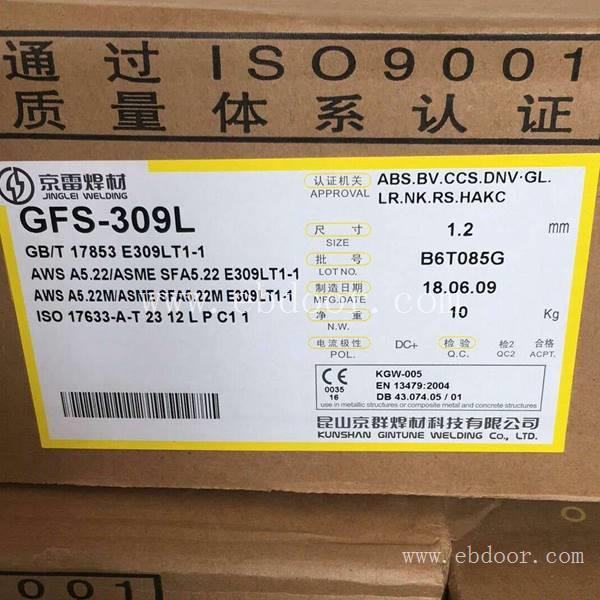 通过ISO9001
质量体系认证
京雷焊材
JINGLEI WELDING
GFS-309L
GB/T 17853 E309LT1-1
AWS A5.22/ASME SFA5.22 E309LT1-1
AWS A5.22M/ASME SFA5.22M E309LT1-1
ISO 17633-A-T 23 12 L P C1 1
认证机关 APPROVAL ABS.BV.CCS.DNV·GL.
LR.NK.RS.HAKC
尺寸 SIZE 1.2 mm
批号 LOT NO. B6T085G
制造日期 MFG.DATE 18.06.09
净重 N.W. 10 Kg
电流极性 POL. DC+ 检验 Q.C. 检2 QC2 合格 ACPT.
CE
0035
16
KGW-005
EN 13479:2004
DB 43.074.05 / 01
use in metallic structures or composite metal and concrete structures
昆山京群焊材科技有限公司
KUNSHAN GINTUNE WELDING Co., LTD.
www.ebdoor.com
001
www.ebdoor.com